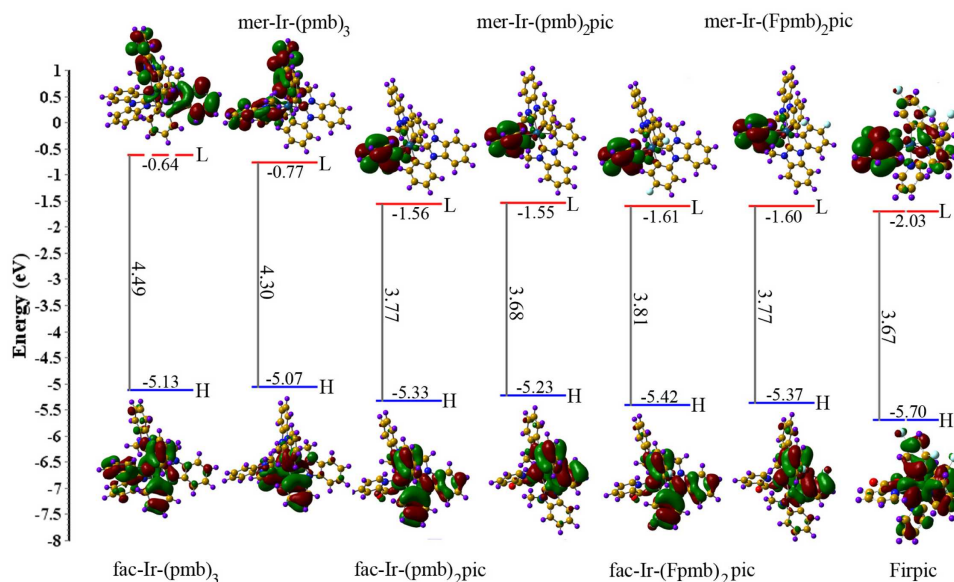 mer-Ir-(pmb)3
mer-Ir-(pmb)2pic
mer-Ir-(Fpmb)2pic
Energy (eV)
1
0.5
0
-0.5
-1
-1.5
-2
-2.5
-3
-3.5
-4
-4.5
-5
-5.5
-6
-6.5
-7
-7.5
-8
-0.64 L
-0.77 L
-1.56 L
-1.55 L
-1.61 L
-1.60 L
-2.03 L
4.49
4.30
3.77
3.68
3.81
3.77
3.67
-5.13 H
-5.07 H
-5.33 H
-5.23 H
-5.42 H
-5.37 H
-5.70 H
fac-Ir-(pmb)3
fac-Ir-(pmb)2pic
fac-Ir-(Fpmb)2pic
Firpic